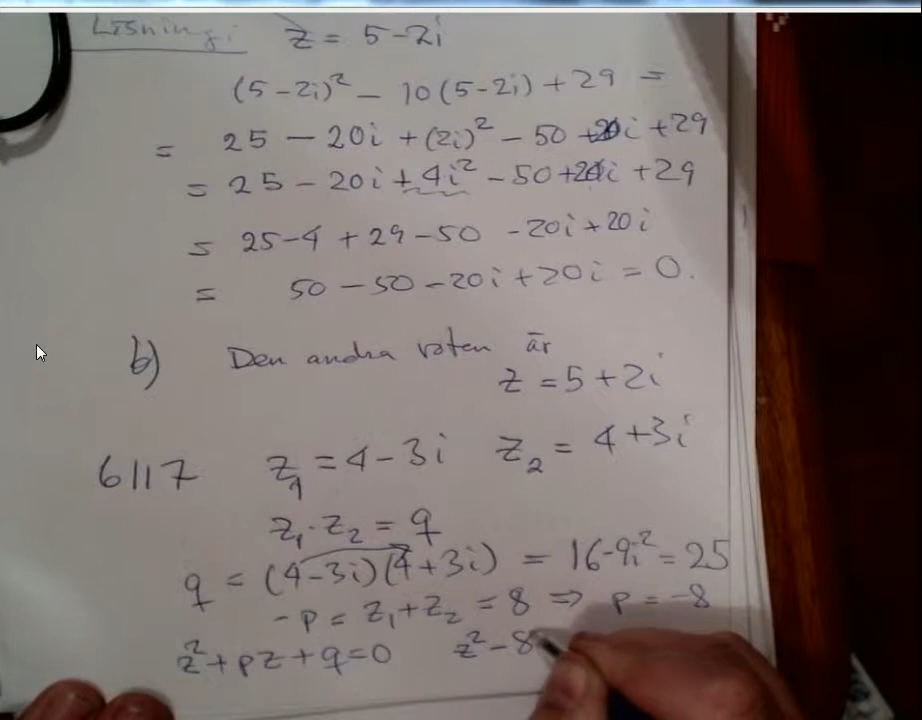 Lösning: z = 5-2i
(5-2i)² - 10(5-2i) + 29 =
= 25 - 20i + (2i)² - 50 + 20i + 29
= 25 - 20i + 4i² - 50 + 20i + 29
= 25-4 + 29-50 -20i+20i
= 50 - 50 - 20i + 20i = 0.
b) Den andra roten är
z = 5 + 2i
6117 z₁ = 4 - 3i z₂ = 4 + 3i
z₁ · z₂ = q
q = (4-3i)(4+3i) = 16-9i² = 25
-p = z₁ + z₂ = 8 ⇒ p = -8
z² + pz + q = 0 z² - 8